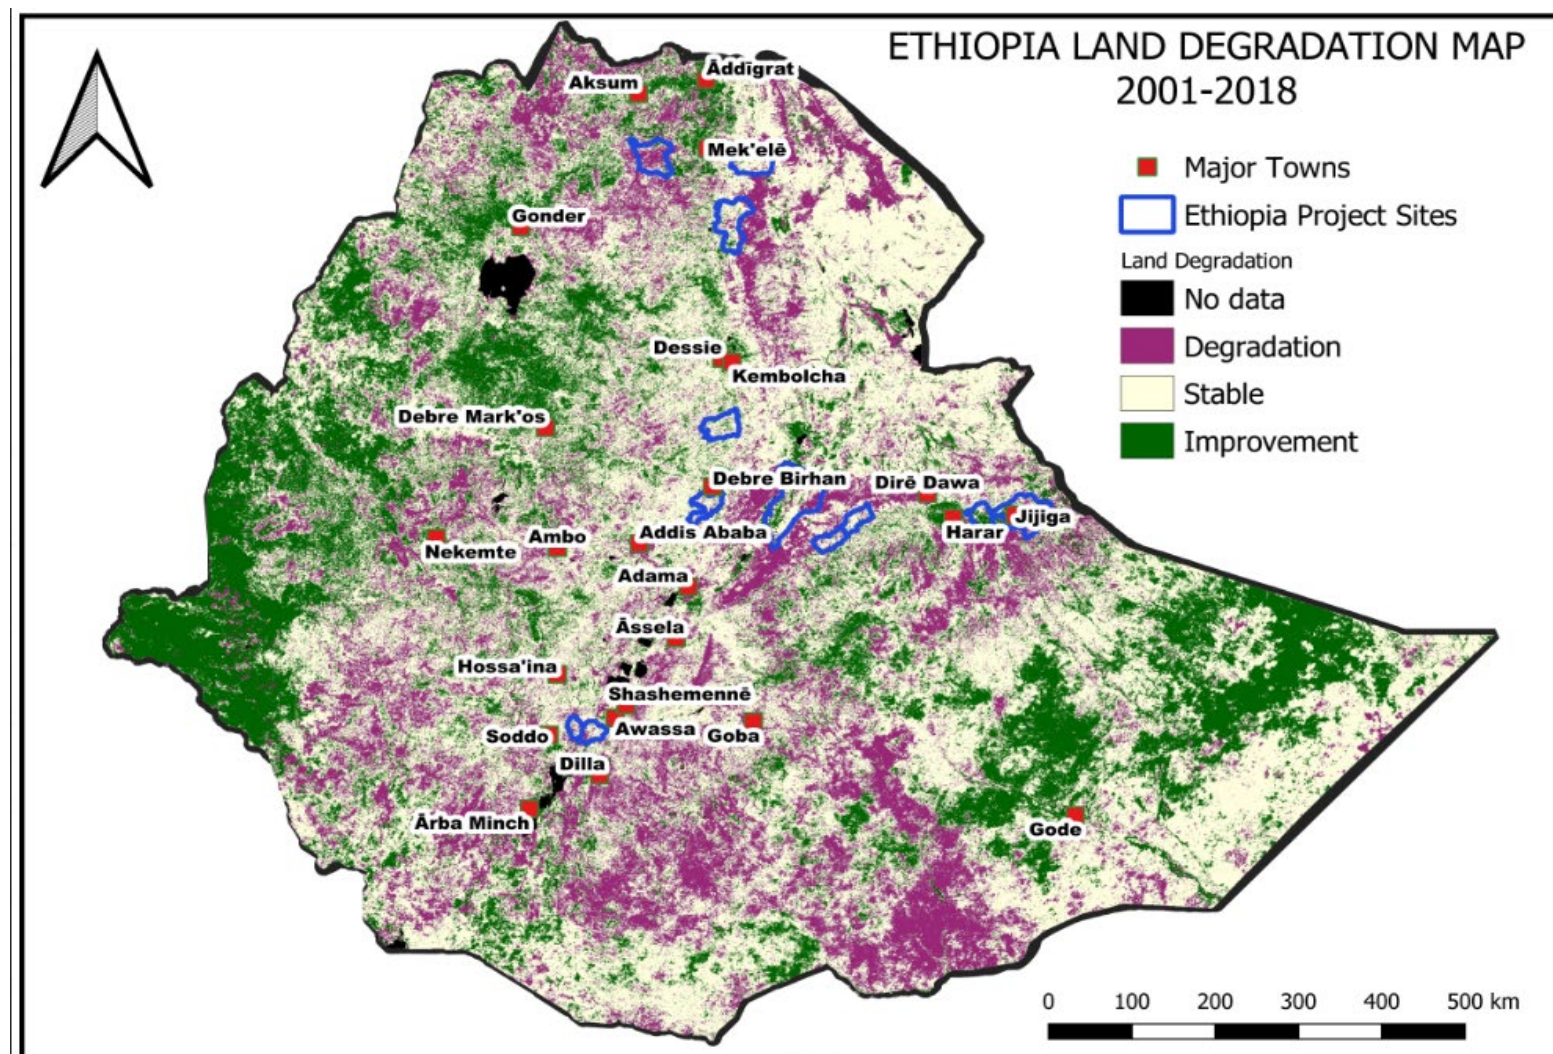 ETHIOPIA LAND DEGRADATION MAP
2001-2018
Major Towns
Ethiopia Project Sites
Land Degradation
No data
Degradation
Stable
Improvement
Āddīgrat
Aksum
Mek'elē
Gonder
Dessie
Kembolcha
Debre Mark'os
Debre Birhan
Dirē Dawa
Jijiga
Harar
Addis Ababa
Ambo
Nekemte
Adama
Āssela
Hossa'ina
Shashemennē
Awassa
Goba
Soddo
Dilla
Ārba Minch
Gode
0 100 200 300 400 500 km